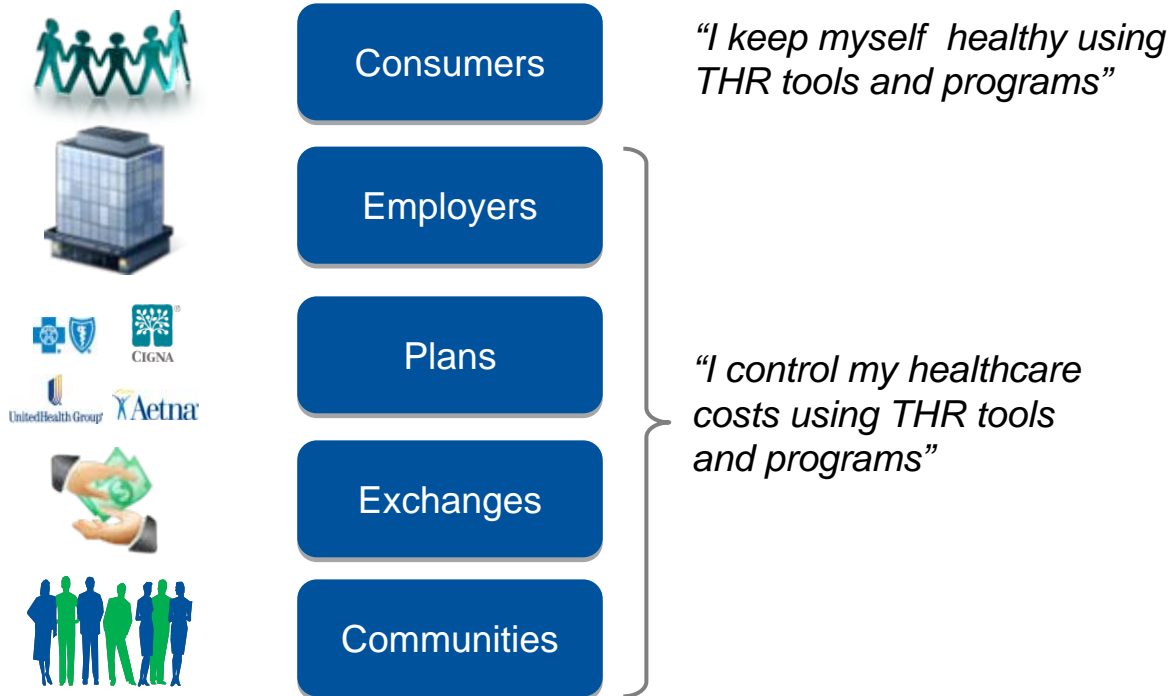 Consumers
“I keep myself  healthy using
THR tools and programs”
Employers
Plans
CIGNA
UnitedHealth Group
Aetna
“I control my healthcare
costs using THR tools
and programs”
Exchanges
Communities